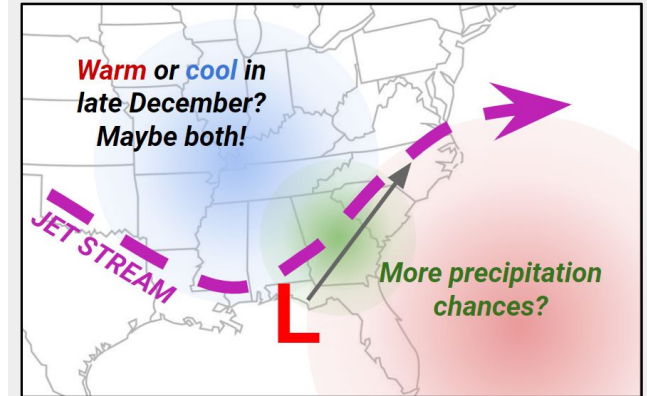 Warm or cool in
late December?
Maybe both!
JET STREAM
L
More precipitation
chances?